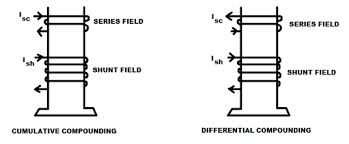 Isc
SERIES FIELD
Ish
SHUNT FIELD
CUMULATIVE COMPOUNDING
Isc
SERIES FIELD
Ish
SHUNT FIELD
DIFFERENTIAL COMPOUNDING